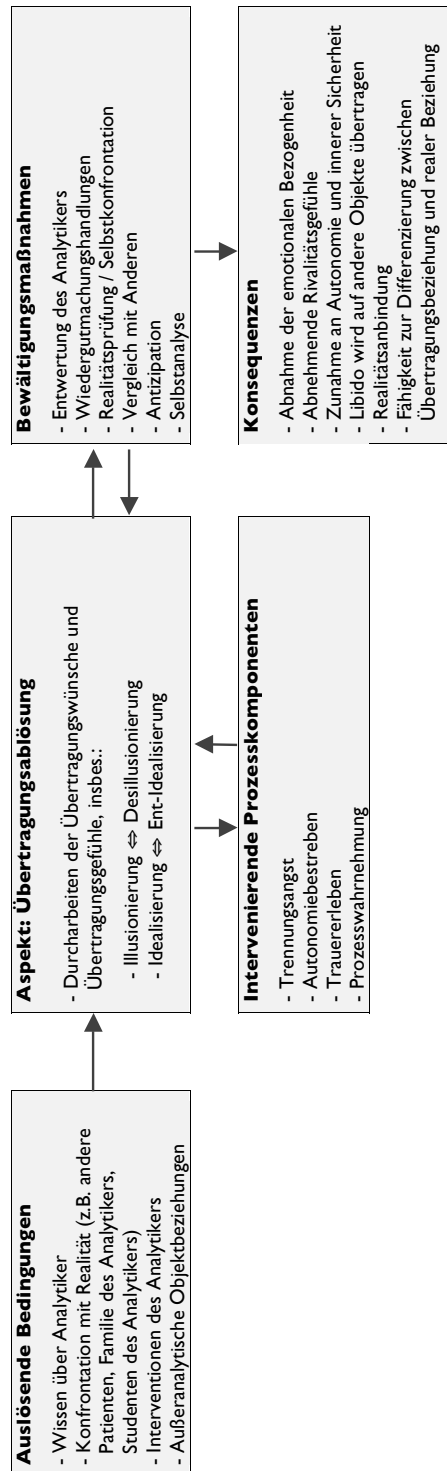 Auslösende Bedingungen
- Wissen über Analytiker
- Konfrontation mit Realität (z.B. andere
Patienten, Familie des Analytikers,
Studenten des Analytikers)
- Interventionen des Analytikers
- Außeranalytische Objektbeziehungen
Aspekt: Übertragungsablösung
- Durcharbeiten der Übertragungswünsche und
Übertragungsgefühle, insbes.:
- Illusionierung ⇔ Desillusionierung
- Idealisierung ⇔ Ent-Idealisierung
Intervenierende Prozesskomponenten
- Trennungsangst
- Autonomiebestreben
- Trauererleben
- Prozesswahrnehmung
Bewältigungsmaßnahmen
- Entwertung des Analytikers
- Wiedergutmachungshandlungen
- Realitätsprüfung / Selbstkonfrontation
- Vergleich mit Anderen
- Antizipation
- Selbstanalyse
Konsequenzen
- Abnahme der emotionalen Bezogenheit
- Abnehmende Rivalitätsgefühle
- Zunahme an Autonomie und innerer Sicherheit
- Libido wird auf andere Objekte übertragen
- Realitätsanbindung
- Fähigkeit zur Differenzierung zwischen
Übertragungsbeziehung und realer Beziehung